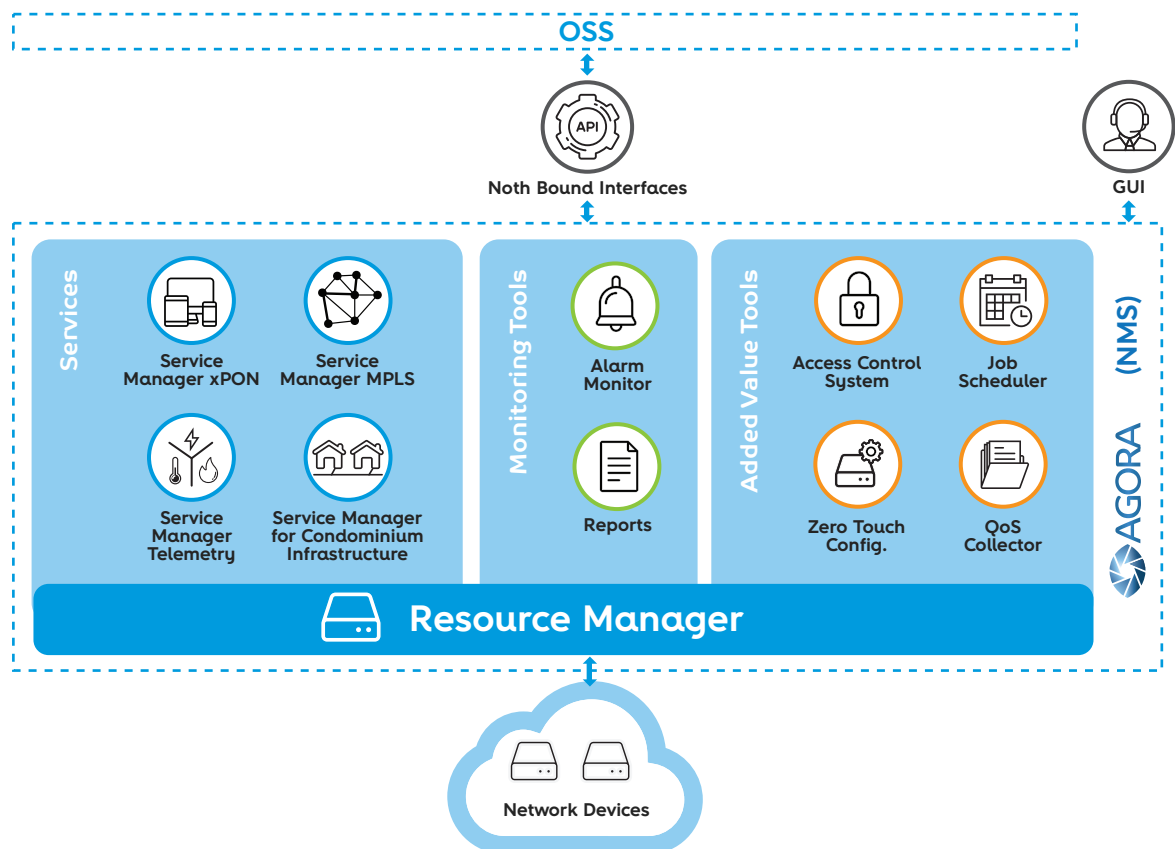 OSS
API
Noth Bound Interfaces
GUI
Services
Service
Manager xPON
Service
Manager MPLS
Service
Manager
Telemetry
Service Manager
for Condominium
Infrastructure
Monitoring Tools
Alarm
Monitor
Reports
Added Value Tools
Access Control
System
Job
Scheduler
Zero Touch
Config.
QoS
Collector
AGORA (NMS)
Resource Manager
Network Devices